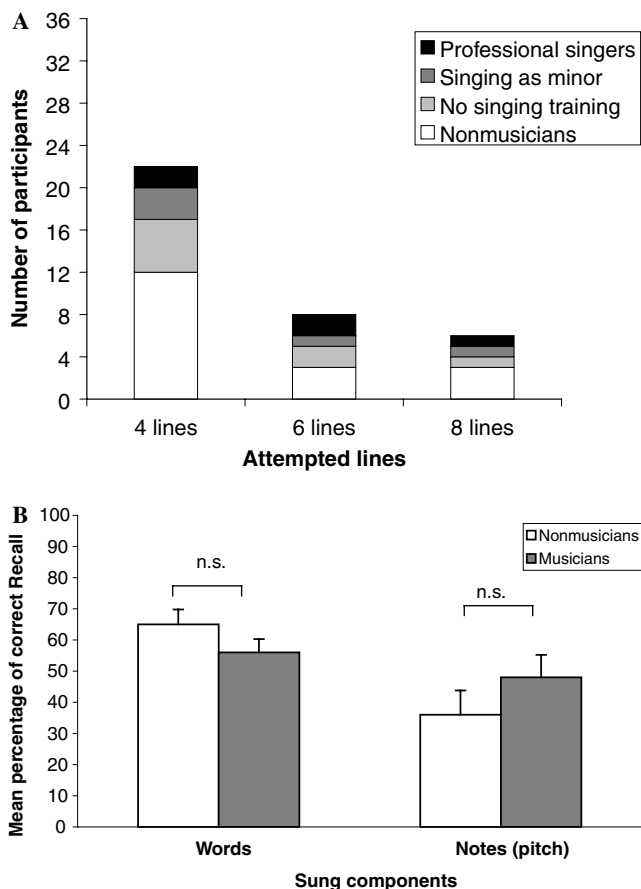 A
36
32
28
24
20
16
12
8
4
0
Number of participants
Professional singers
Singing as minor
No singing training
Nonmusicians
4 lines 6 lines 8 lines
Attempted lines
B
100
90
80
70
60
50
40
30
20
10
0
Mean percentage of correct Recall
Nonmusicians
Musicians
n.s. n.s.
Words Notes (pitch)
Sung components